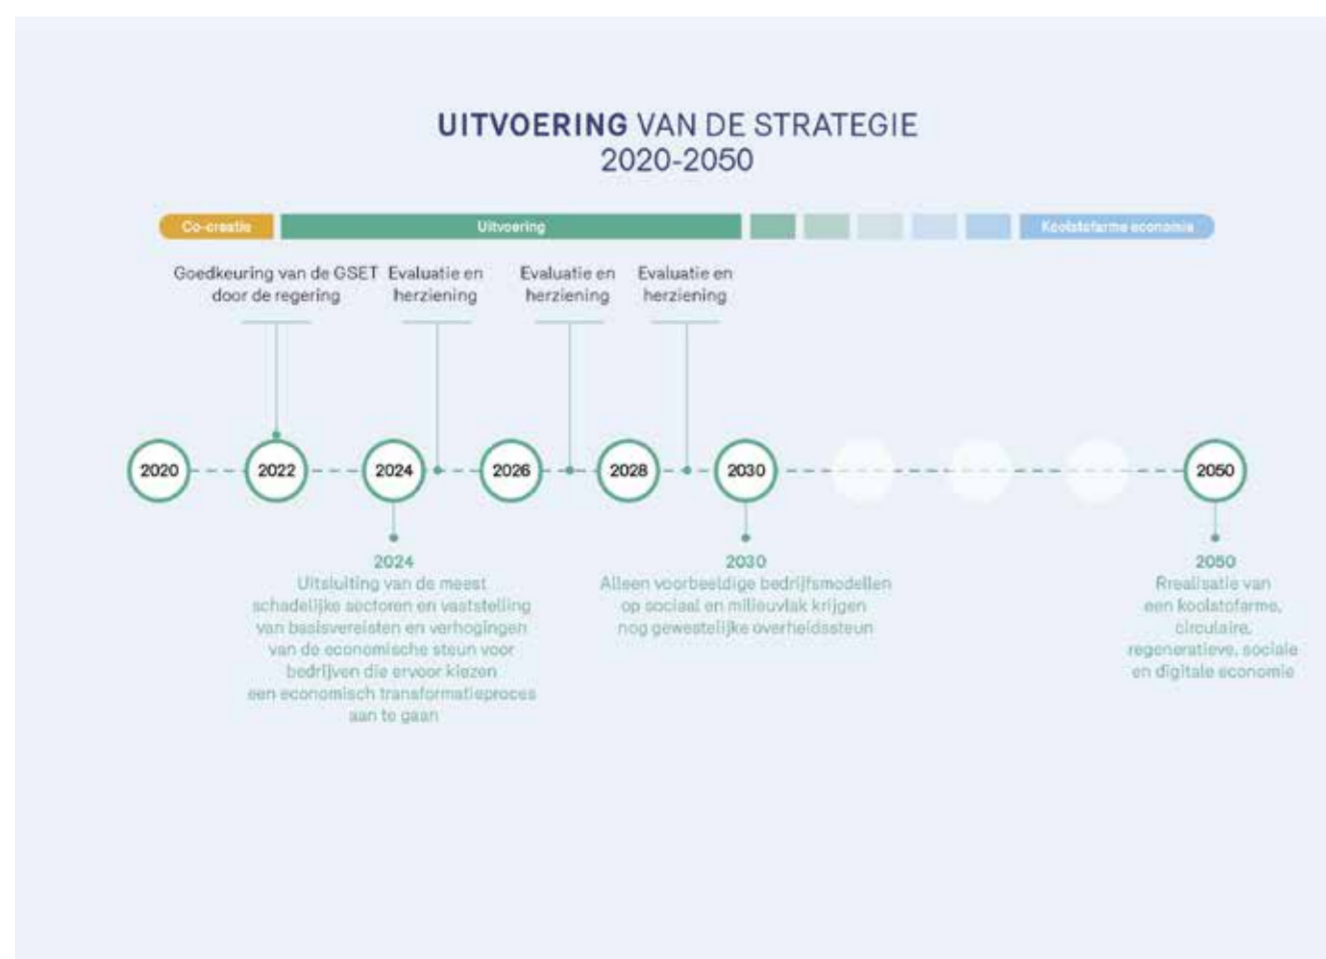 UITVOERING VAN DE STRATEGIE
2020-2050
Co-creatie
Uitvoering
Koolstofarme economie
Goedkeuring van de GSET
door de regering
Evaluatie en
herziening
Evaluatie en
herziening
Evaluatie en
herziening
2020
2022
2024
2026
2028
2030
2050
2024
Uitsluiting van de meest
schadelijke sectoren en vaststelling
van basisvereisten en verhogingen
van de economische steun voor
bedrijven die ervoor kiezen
een economisch transformatieproces
aan te gaan
2030
Alleen voorbeeldige bedrijfsmodellen
op sociaal en milieuvlak krijgen
nog gewestelijke overheidssteun
2050
Rrealisatie van
een koolstofarme,
circulaire,
regeneratieve, sociale
en digitale economie